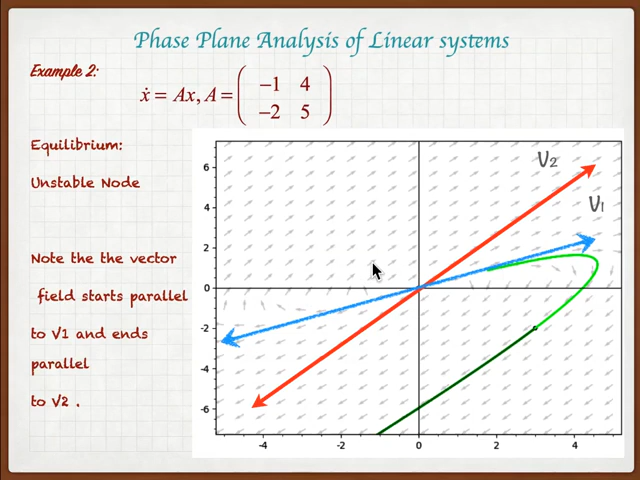 Phase Plane Analysis of Linear systems
Example 2:
ẋ = Ax, A = ( −1 4
−2 5 )
Equilibrium:
Unstable Node
Note the the vector
field starts parallel
to V1 and ends
parallel
to V2 .
V2
V1
6
4
2
0
-2
-4
-6
-4 -2 0 2 4